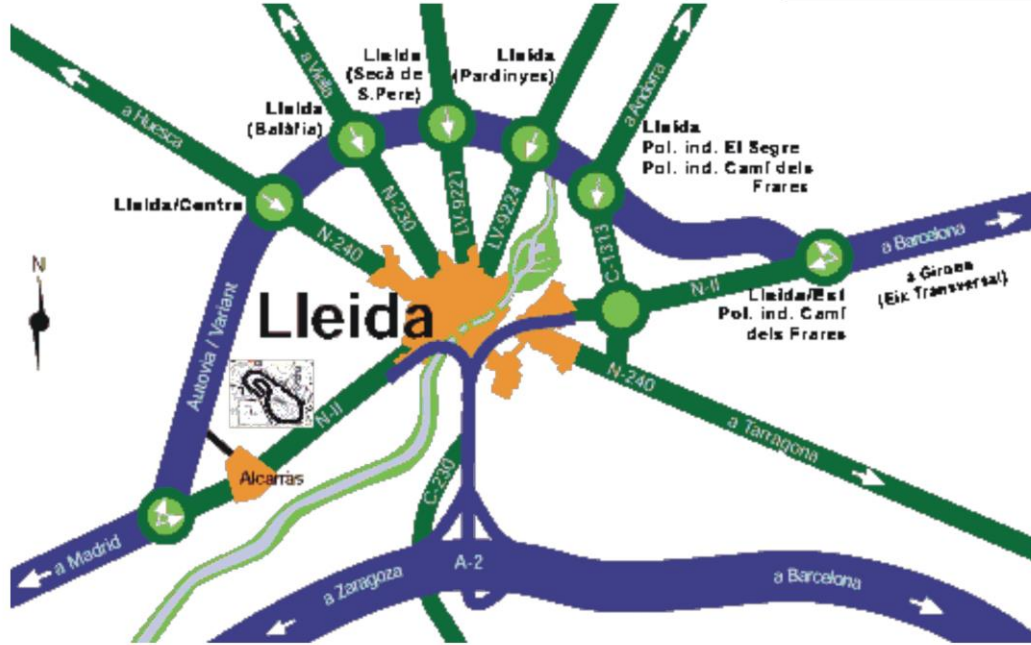 a Viella
Lleida
(Secà de
S.Pere)
Lleida
(Pardinyes)
a Andorra
a Huesca
Lleida
(Balàfia)
Lleida
Pol. ind. El Segre
Pol. ind. Camí dels
Frares
Lleida/Centre
N-240
N-230
LV-9221
LV-9224
C-1313
a Barcelona
a Girona
(Eix Transversal)
N
Lleida
N-II
Lleida/Est
Pol. ind. Camí
dels Frares
Autovia / Variant
N-II
N-240
a Tarragona
Alcarràs
C-230
a Madrid
A-2
a Zaragoza
a Barcelona